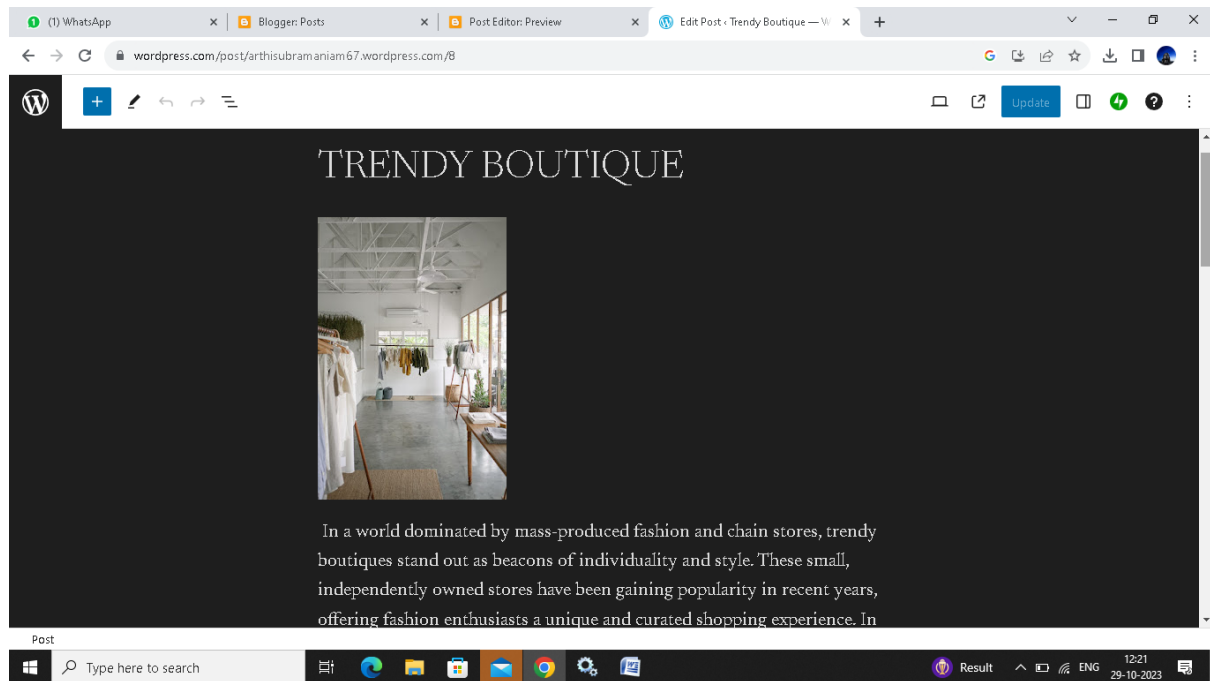 (1) WhatsApp
Blogger: Posts
Post Editor: Preview
Edit Post ‹ Trendy Boutique — W
wordpress.com/post/arthisubramaniam67.wordpress.com/8
Update
TRENDY BOUTIQUE
In a world dominated by mass-produced fashion and chain stores, trendy
boutiques stand out as beacons of individuality and style. These small,
independently owned stores have been gaining popularity in recent years,
offering fashion enthusiasts a unique and curated shopping experience. In
Post
Type here to search
Result
ENG
12:21
29-10-2023